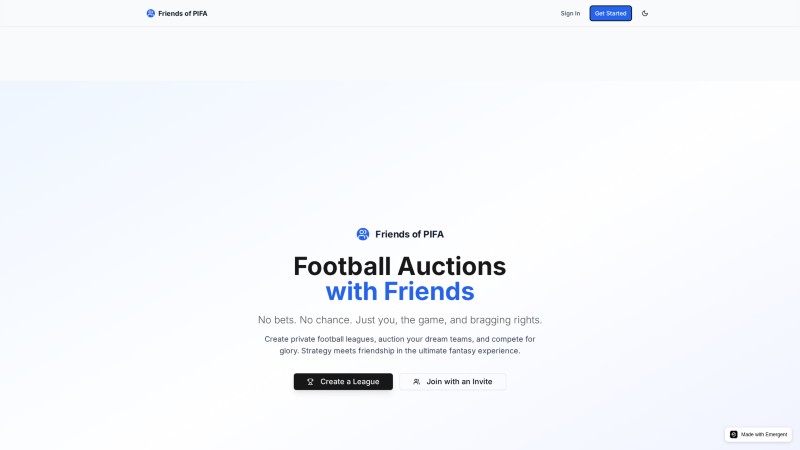 Friends of PIFA
Sign In
Get Started
Friends of PIFA
Football Auctions
with Friends
No bets. No chance. Just you, the game, and bragging rights.
Create private football leagues, auction your dream teams, and compete for
glory. Strategy meets friendship in the ultimate fantasy experience.
Create a League
Join with an Invite
Made with Emergent